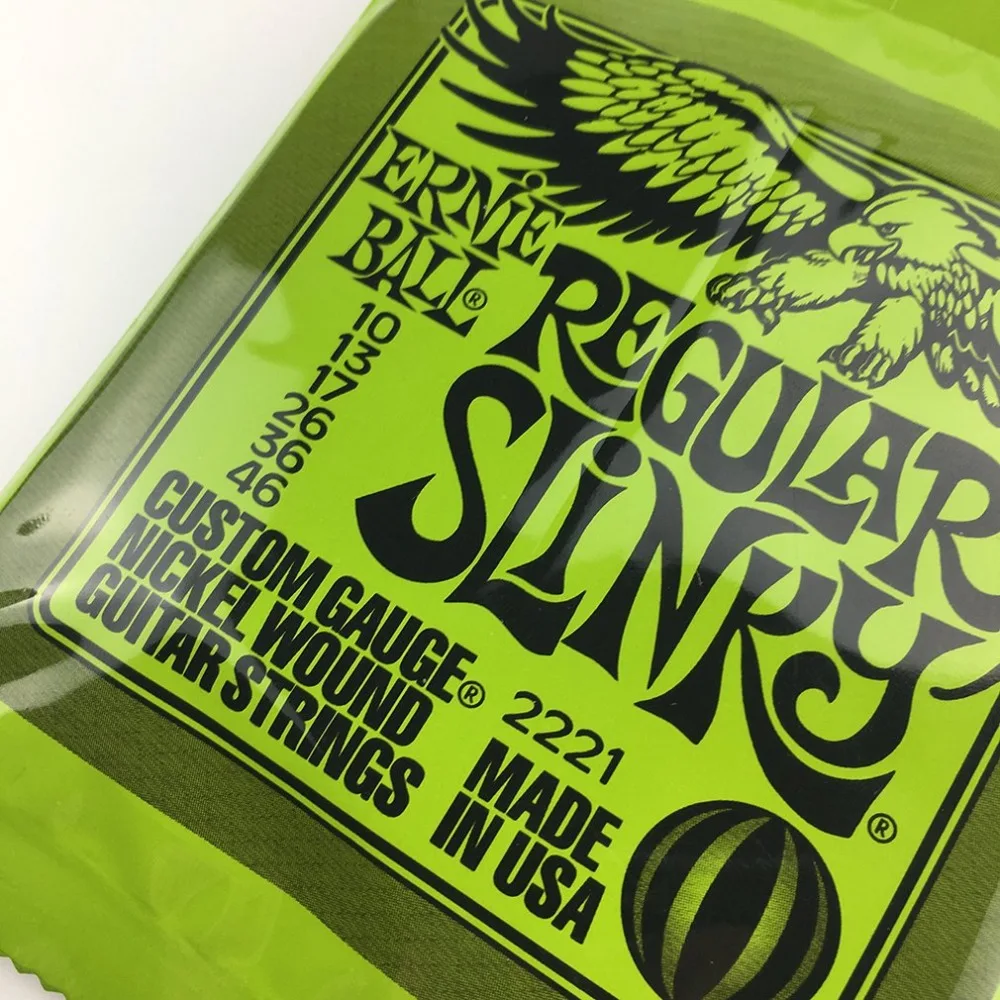 ERNiE
BALL®
REGULAR
SLiNKY®
10
13
17
26
36
46
CUSTOM GAUGE®
NICKEL WOUND
GUITAR STRINGS
2221
MADE
IN USA